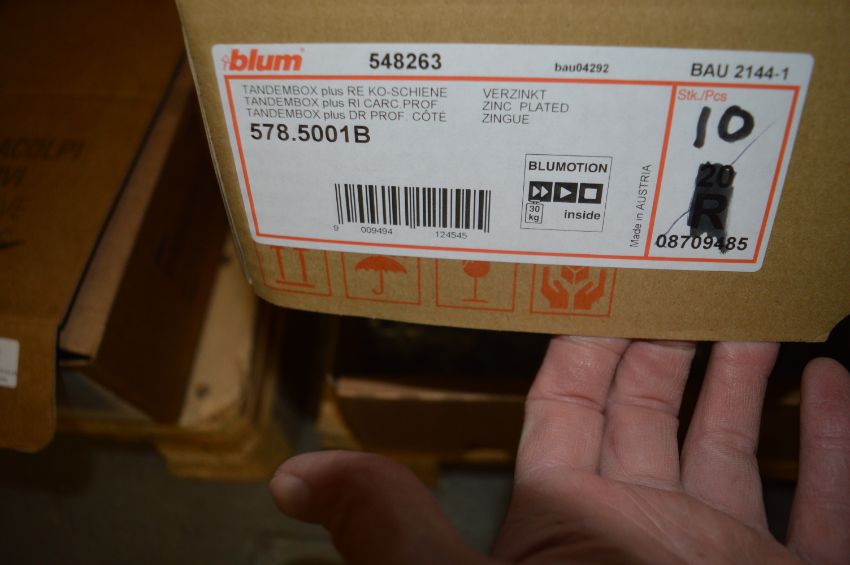 blum 548263 bau04292 BAU 2144-1
TANDEMBOX plus RE KO-SCHIENE VERZINKT
TANDEMBOX plus RI CARC.PROF ZINC PLATED
TANDEMBOX plus DR PROF. CÔTÉ ZINGUE
578.5001B
Stk./Pcs
10
20
R
08709485
Made in AUSTRIA
BLUMOTION
30
kg
inside
9 009494 124545
ACOLPI